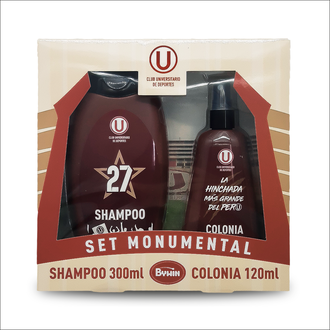 U
CLUB UNIVERSITARIO
DE DEPORTES
U
CLUB UNIVERSITARIO
DE DEPORTES
27
SHAMPOO
U
LA
HINCHADA
MÁS GRANDE
DEL PERÚ
COLONIA
SET MONUMENTAL
SHAMPOO 300ml
BYWIN
COLONIA 120ml